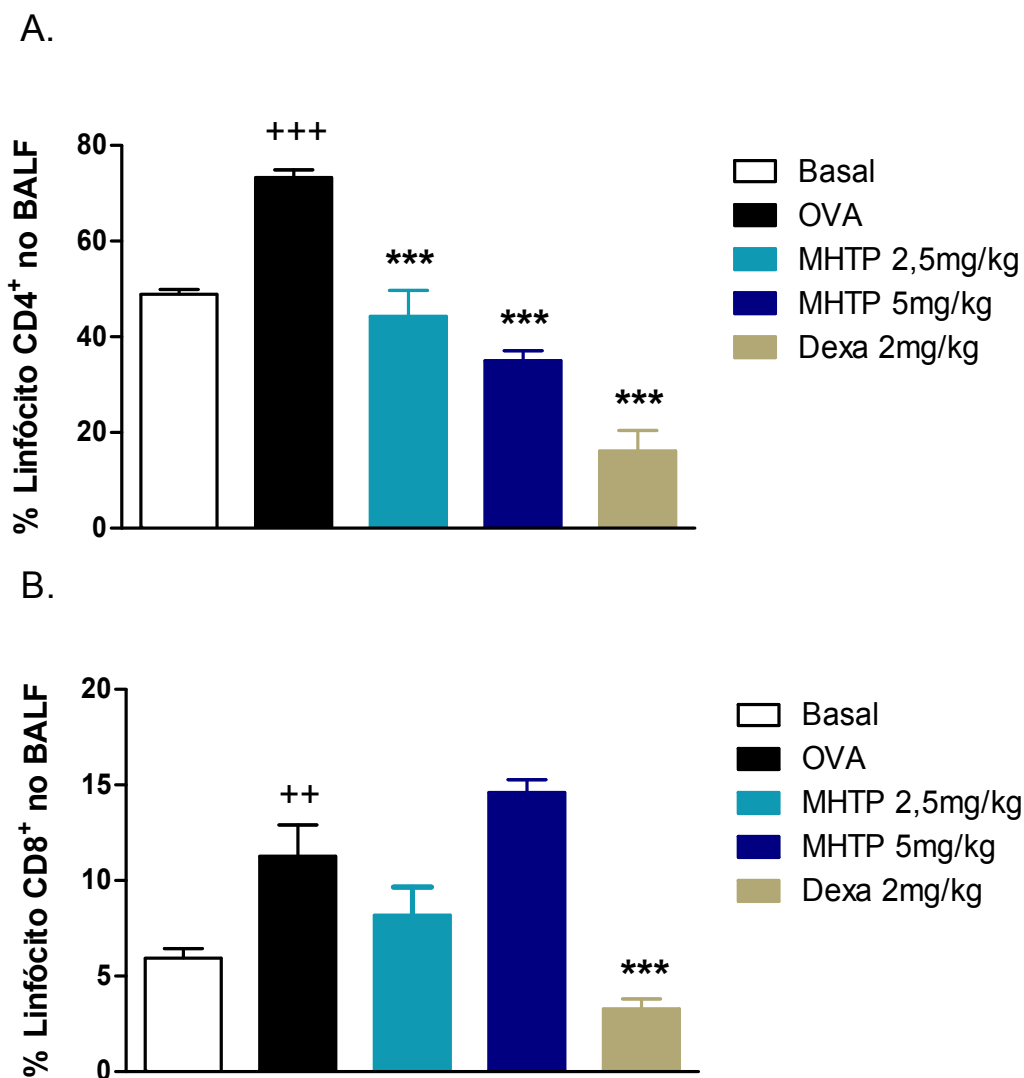 A.
% Linfócito CD4⁺ no BALF
80
60
40
20
0
+++
***
***
***
Basal
OVA
MHTP 2,5mg/kg
MHTP 5mg/kg
Dexa 2mg/kg
B.
% Linfócito CD8⁺ no BALF
20
15
10
5
0
++
***
Basal
OVA
MHTP 2,5mg/kg
MHTP 5mg/kg
Dexa 2mg/kg